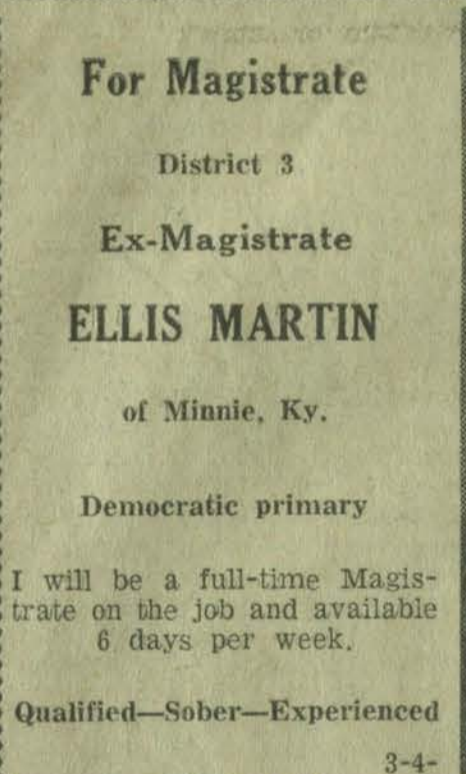 For Magistrate
District 3
Ex-Magistrate
ELLIS MARTIN
of Minnie, Ky.
Democratic primary
I will be a full-time Magis-
trate on the job and available
6 days per week.
Qualified—Sober—Experienced
3-4-